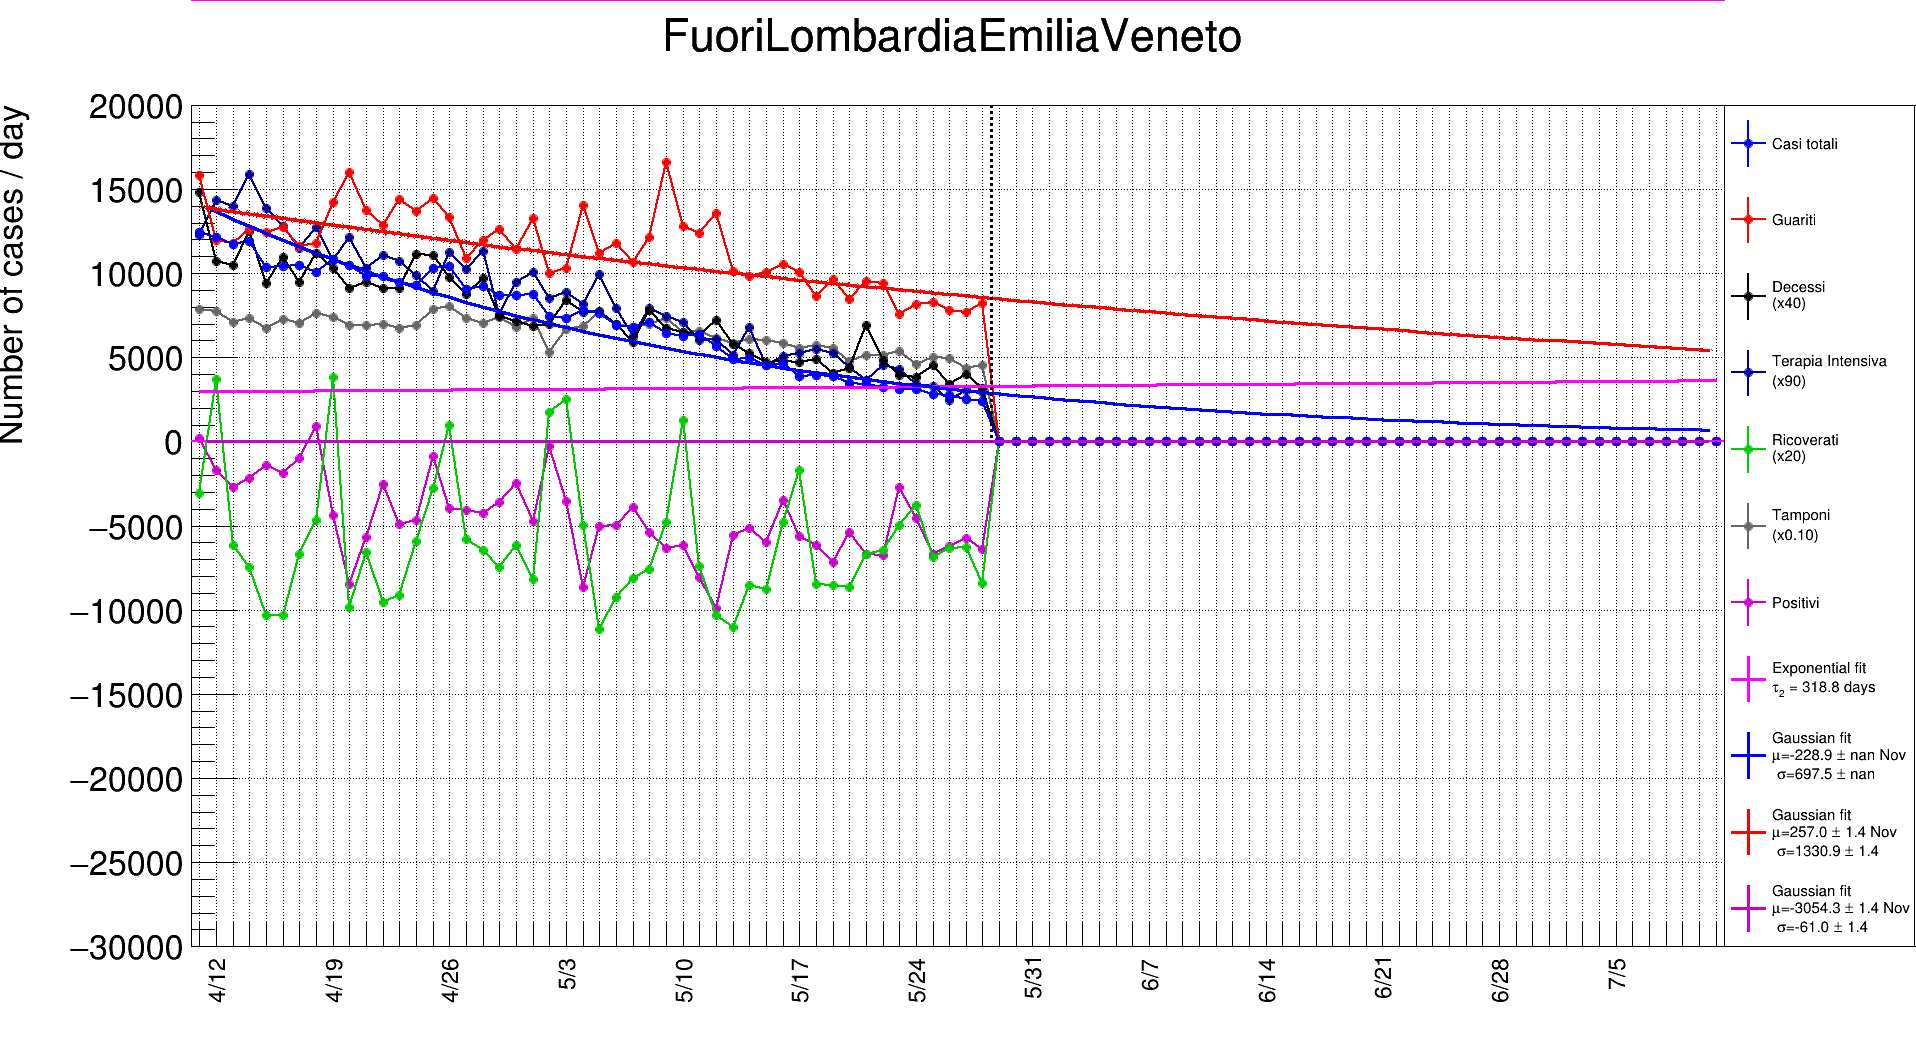 FuoriLombardiaEmiliaVeneto
Number of cases / day
20000
15000
10000
5000
0
−5000
−10000
−15000
−20000
−25000
−30000
4/12
4/19
4/26
5/3
5/10
5/17
5/24
5/31
6/7
6/14
6/21
6/28
7/5
Casi totali
Guariti
Decessi
(x40)
Terapia Intensiva
(x90)
Ricoverati
(x20)
Tamponi
(x0.10)
Positivi
Exponential fit
τ2 = 318.8 days
Gaussian fit
μ=-228.9 ± nan Nov
σ=697.5 ± nan
Gaussian fit
μ=257.0 ± 1.4 Nov
σ=1330.9 ± 1.4
Gaussian fit
μ=-3054.3 ± 1.4 Nov
σ=-61.0 ± 1.4